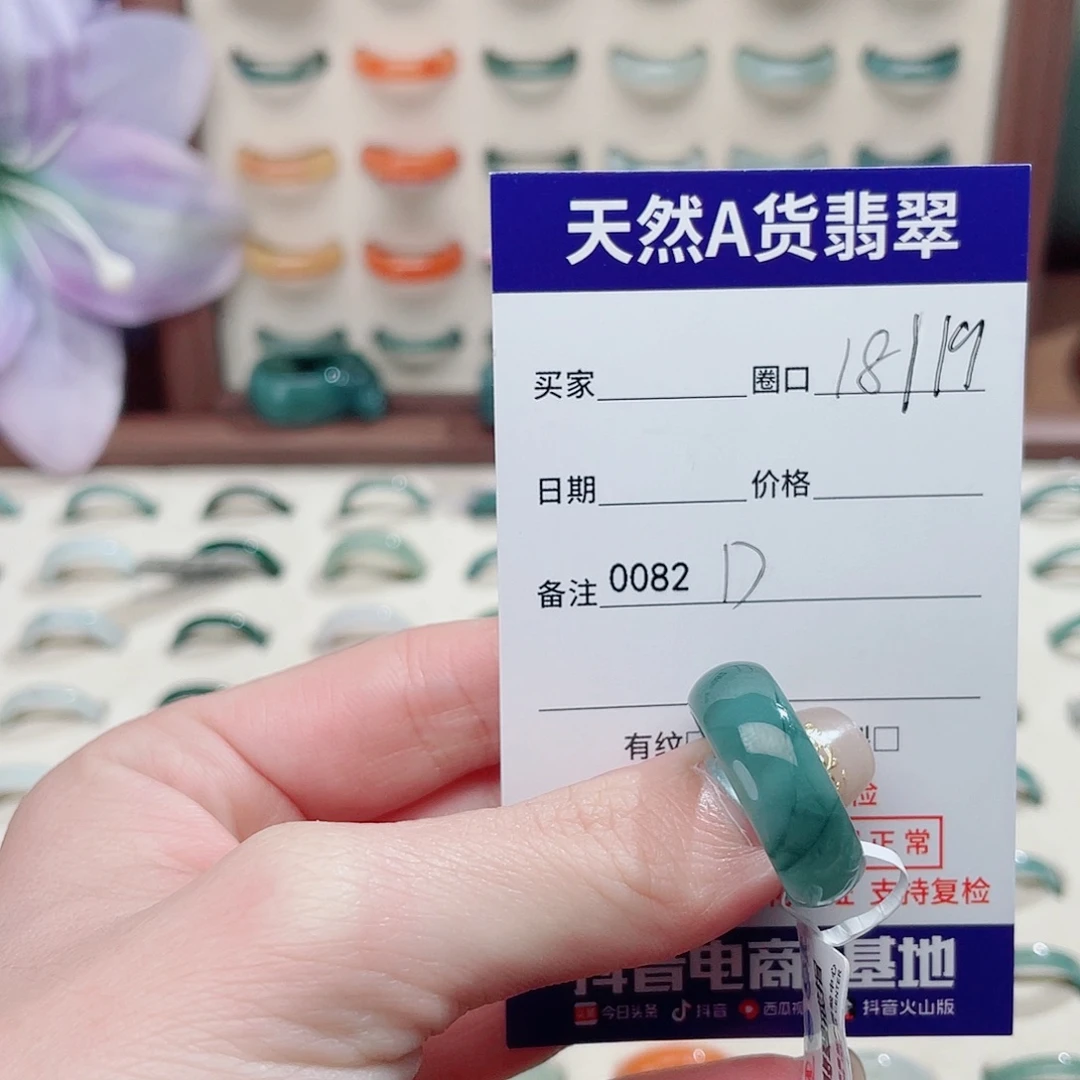 天然A货翡翠
买家 圈口 18/19
日期 价格
备注 0082 D
有纹
检
正常
支持复检
抖音电商 基地
今日头条 抖音 西瓜视 抖音火山版